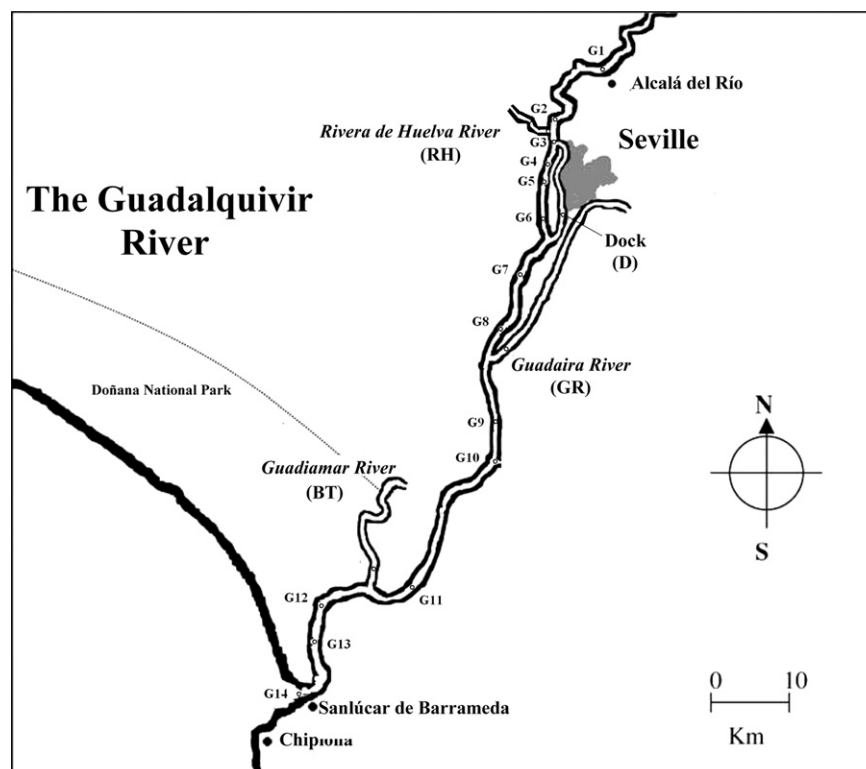 G1
Alcalá del Río
G2
Rivera de Huelva River
(RH)
G3
Seville
G4
G5
The Guadalquivir
River
G6
Dock
(D)
G7
G8
Guadaira River
(GR)
Doñana National Park
G9
N
Guadiamar River
(BT)
G10
S
G11
G12
G13
G14
Sanlúcar de Barrameda
0 10
Km
Chipiona